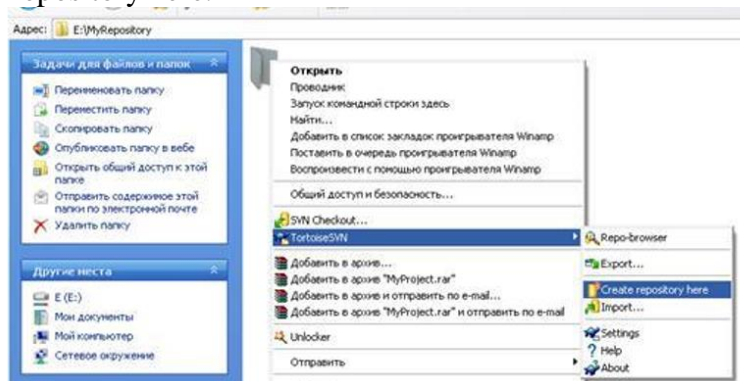 Адрес: E:\MyRepository
Задачи для файлов и папок
Переименовать папку
Переместить папку
Скопировать папку
Опубликовать папку в вебе
Открыть общий доступ к этой
папке
Отправить содержимое этой
папки по электронной почте
Удалить папку
Другие места
E (E:)
Мои документы
Мой компьютер
Сетевое окружение
Открыть
Проводник
Запуск командной строки здесь
Найти...
Добавить в список закладок проигрывателя Winamp
Поставить в очередь проигрывателя Winamp
Воспроизвести с помощью проигрывателя Winamp
Общий доступ и безопасность...
SVN Checkout...
TortoiseSVN
Добавить в архив...
Добавить в архив "MyProject.rar"
Добавить в архив и отправить по e-mail...
Добавить в архив "MyProject.rar" и отправить по e-mail
Unlocker
Отправить
Repo-browser
Export...
Create repository here
Import...
Settings
Help
About